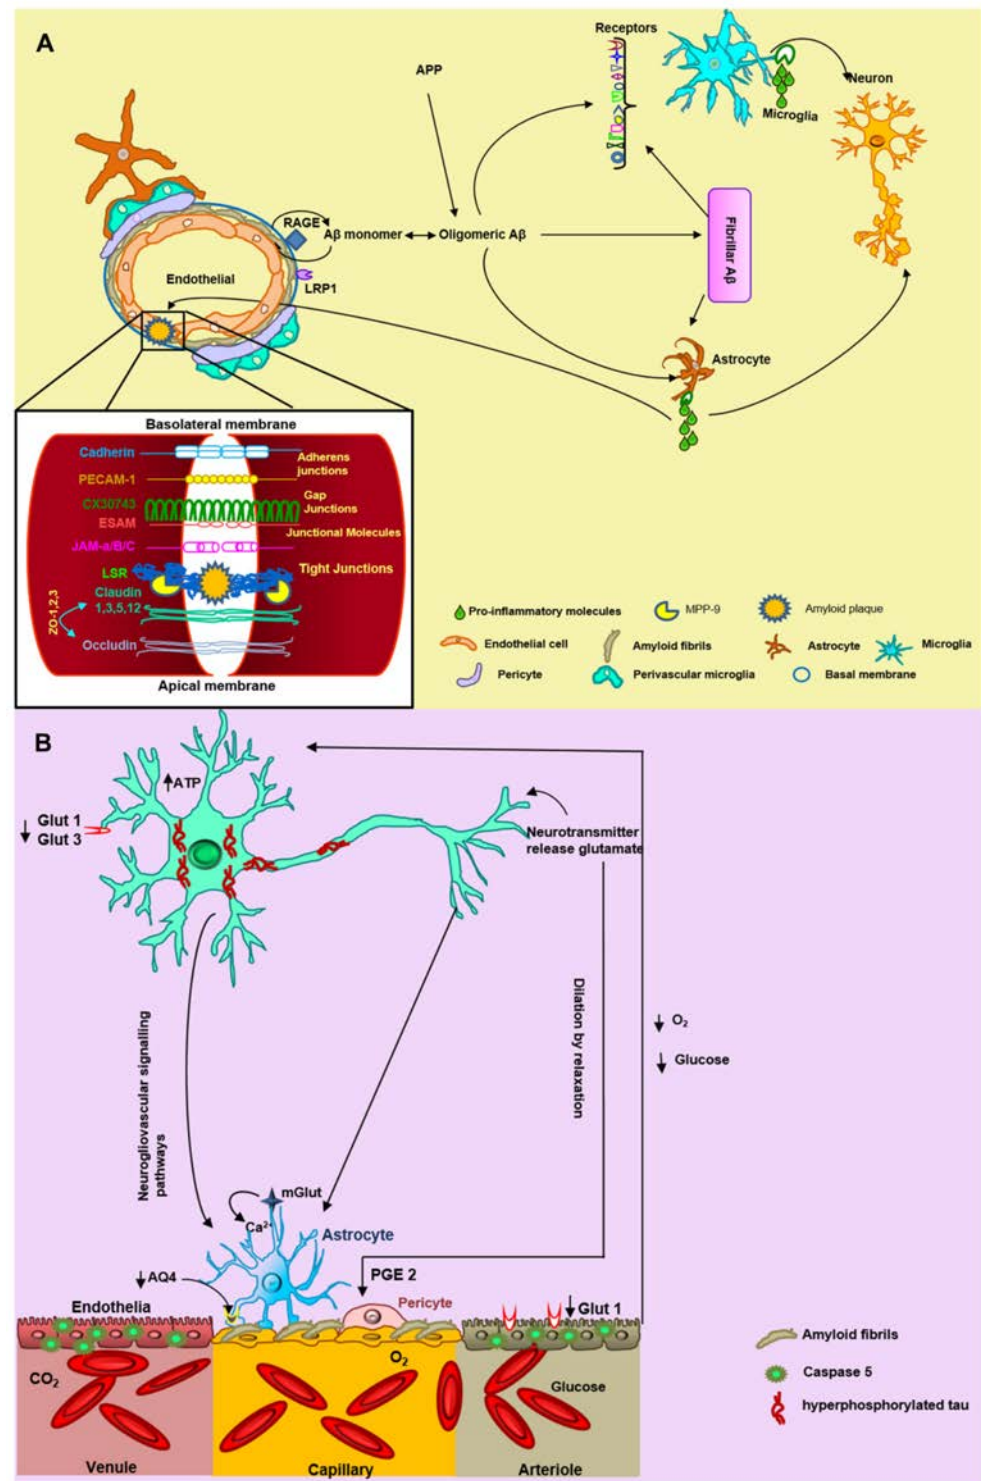 A
Receptors
APP
Neuron
Microglia
RAGE
Aβ monomer
Oligomeric Aβ
Fibrillar Aβ
Endothelial
LRP1
Astrocyte
Basolateral membrane
Cadherin
Adherens
junctions
PECAM-1
CX30743
Gap
Junctions
ESAM
Junctional Molecules
JAM-a/B/C
LSR
Tight Junctions
Claudin
1,3,5,12
ZO-1,2,3
Occludin
Apical membrane
Pro-inflammatory molecules
MPP-9
Amyloid plaque
Endothelial cell
Amyloid fibrils
Astrocyte
Microglia
Pericyte
Perivascular microglia
Basal membrane
B
ATP
Glut 1
Glut 3
Neurotransmitter
release glutamate
Dilation by relaxation
O₂
Glucose
Neurogliovascular signalling
pathways
mGlut
Ca²⁺
Astrocyte
AQ4
PGE 2
Endothelia
Pericyte
Glut 1
CO₂
O₂
Glucose
Venule
Capillary
Arteriole
Amyloid fibrils
Caspase 5
hyperphosphorylated tau